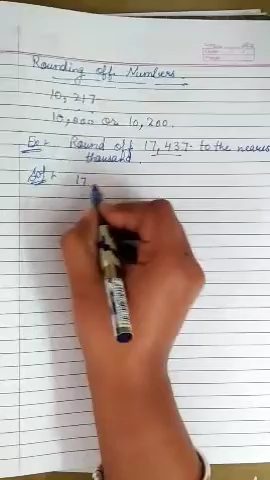 Rounding off Numbers.
10,217
10,000 or 10,200.
Ex:- Round off 17,437 to the nearest
thousand.
Sol:- 17